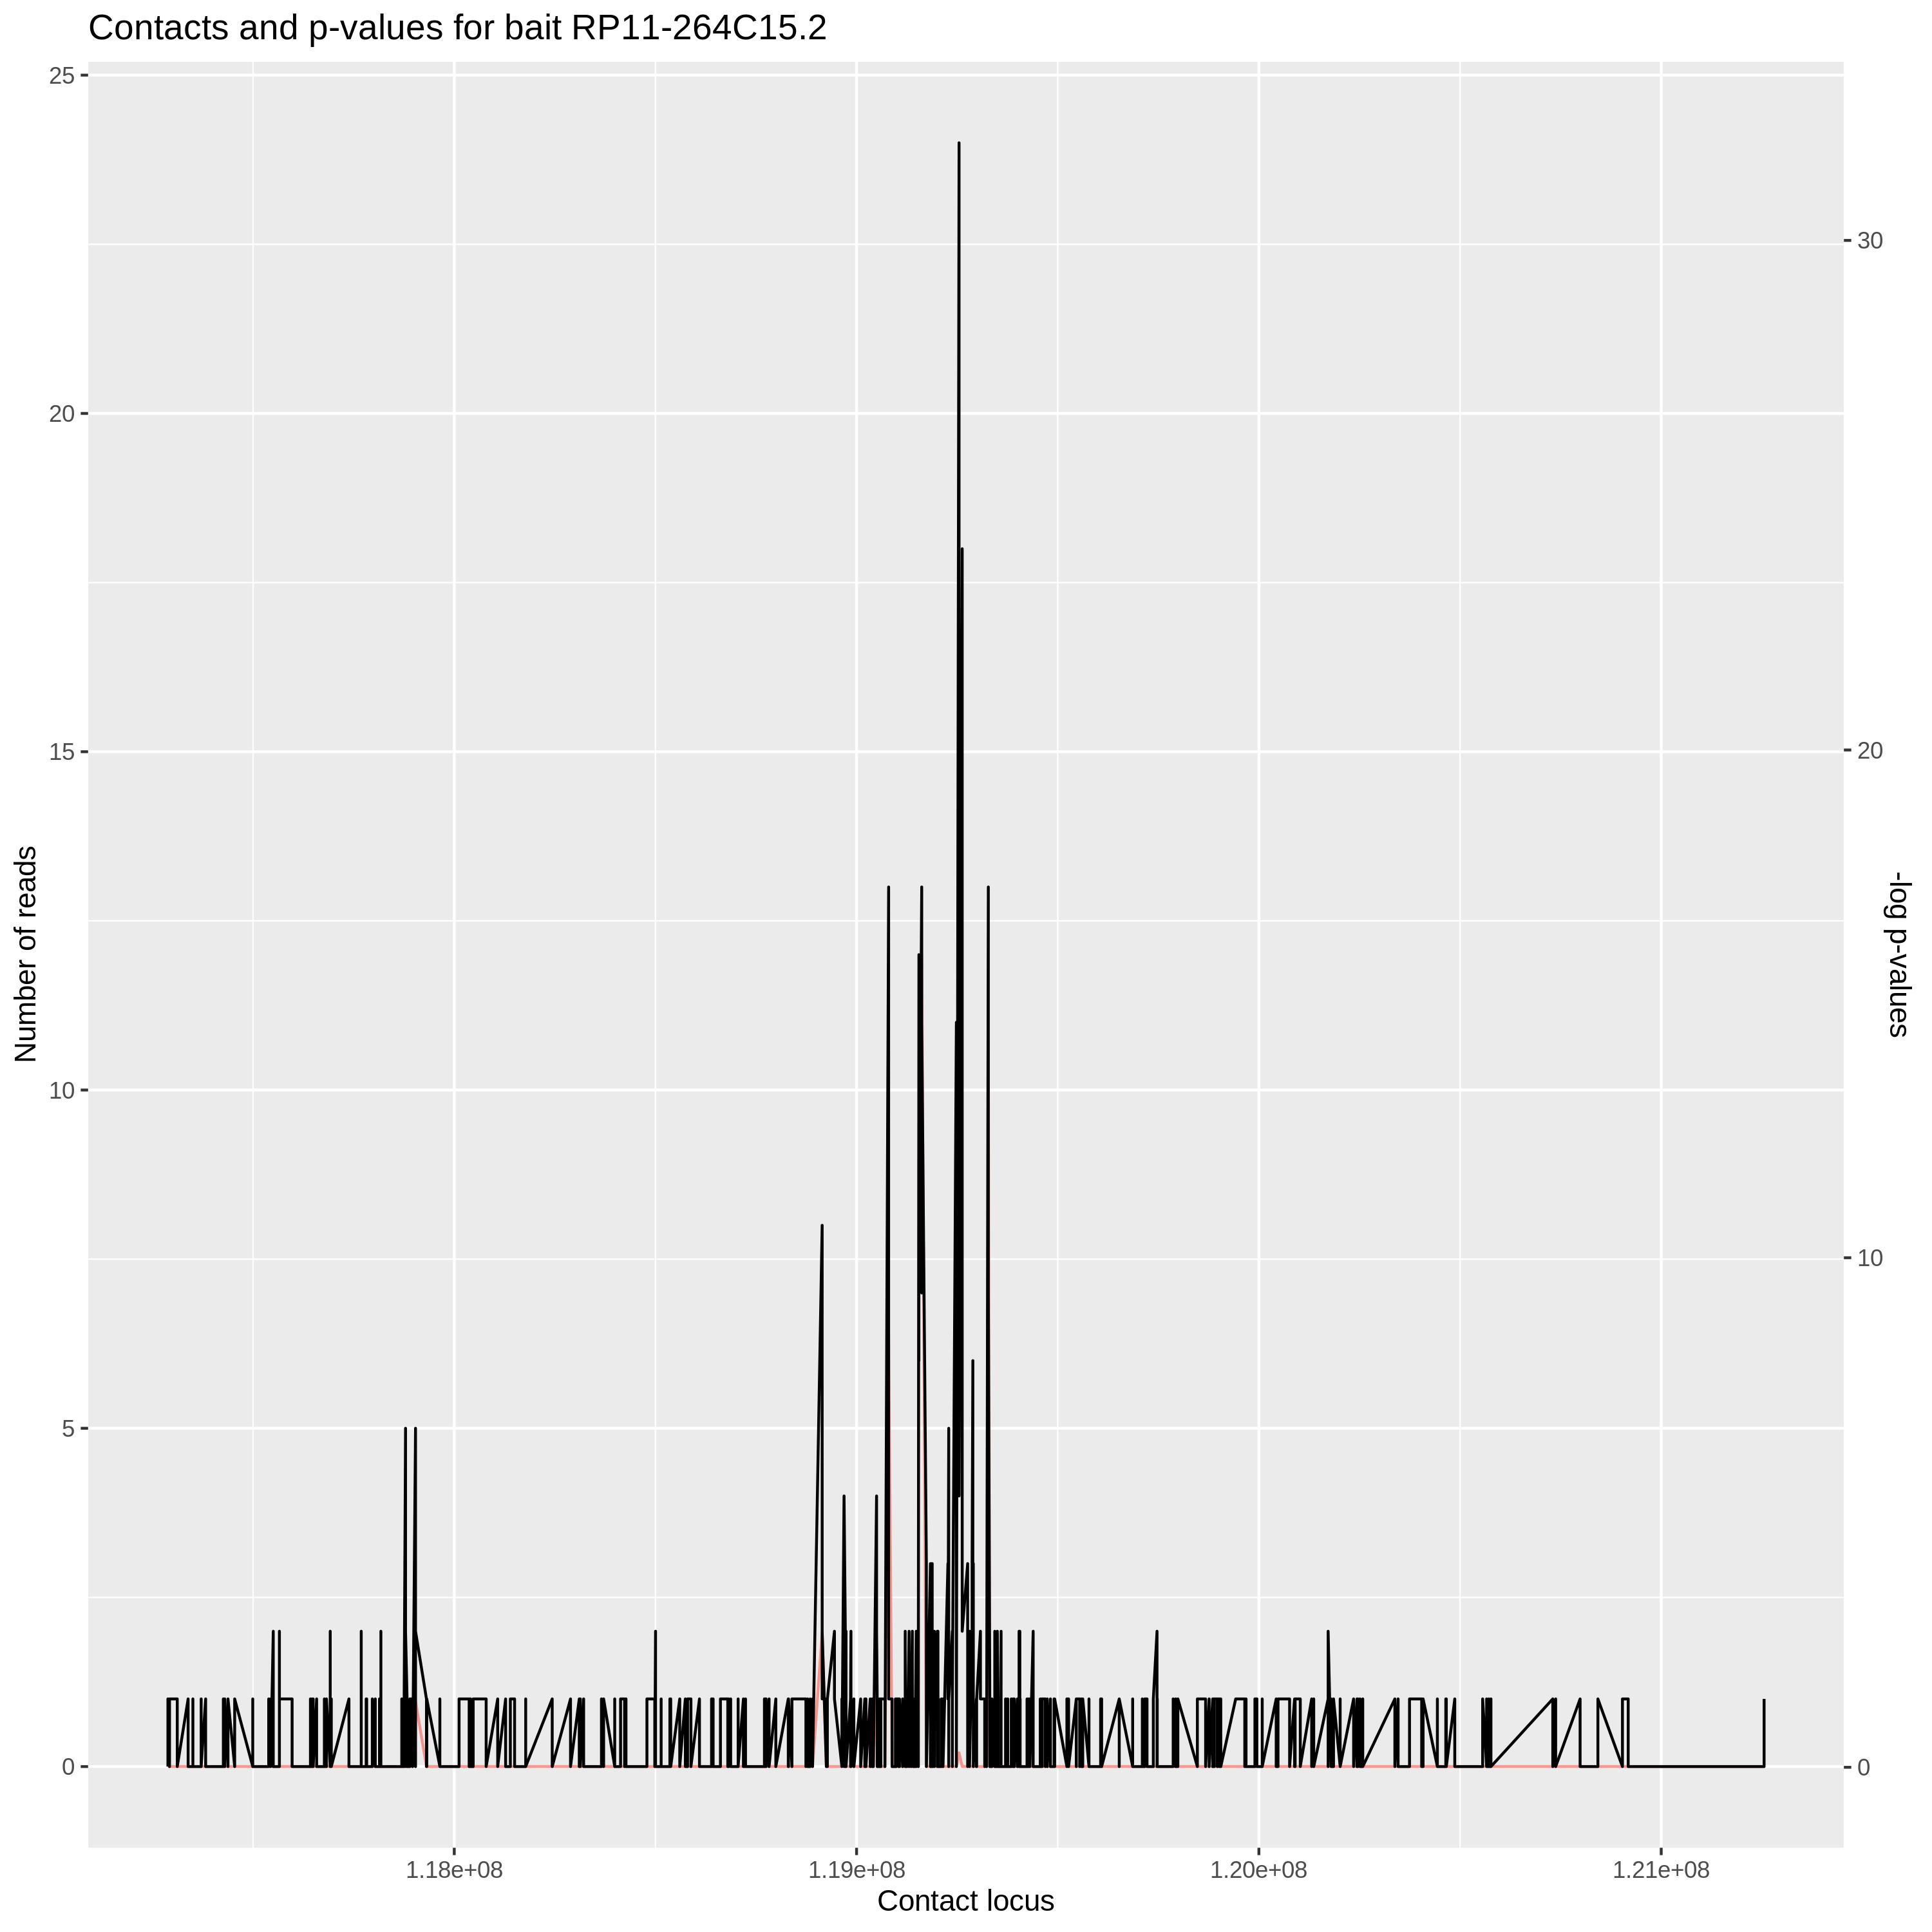 Contacts and p-values for bait RP11-264C15.2
25
20
15
10
5
0
Number of reads
30
20
10
0
-log p-values
1.18e+08
1.19e+08
1.20e+08
1.21e+08
Contact locus